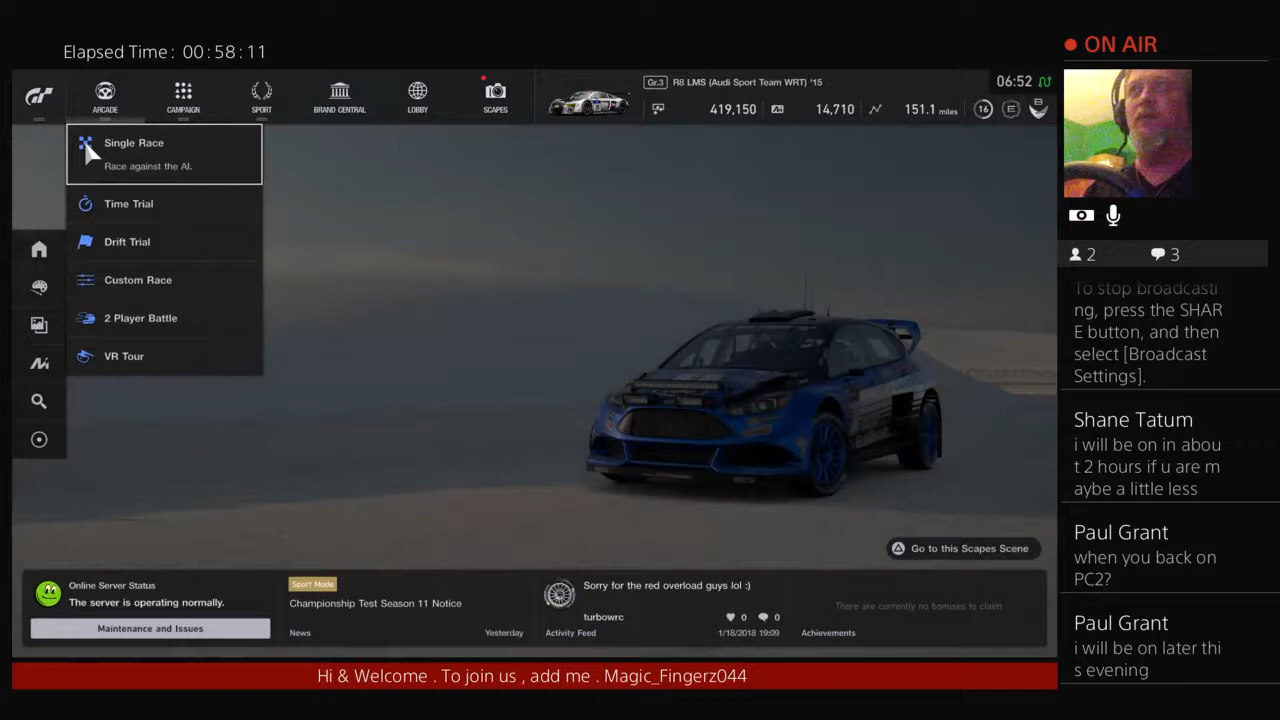 Elapsed Time : 00 : 58 : 11
ON AIR
ARCADE
CAMPAIGN
SPORT
BRAND CENTRAL
LOBBY
SCAPES
Gr.3 R8 LMS (Audi Sport Team WRT) '15
419,150
14,710
151.1 miles
16
E
B
06:52
Single Race
Race against the AI.
Time Trial
Drift Trial
Custom Race
2 Player Battle
VR Tour
Go to this Scapes Scene
Online Server Status
The server is operating normally.
Maintenance and Issues
Sport Mode
Championship Test Season 11 Notice
News
Yesterday
Sorry for the red overload guys lol :)
turbowrc
0
0
Activity Feed
1/18/2018 19:09
There are currently no bonuses to claim
Achievements
Hi & Welcome . To join us , add me . Magic_Fingerz044
2
3
To stop broadcasti
ng, press the SHAR
E button, and then
select [Broadcast
Settings].
Shane Tatum
i will be on in abou
t 2 hours if u are m
aybe a little less
Paul Grant
when you back on
PC2?
Paul Grant
i will be on later thi
s evening